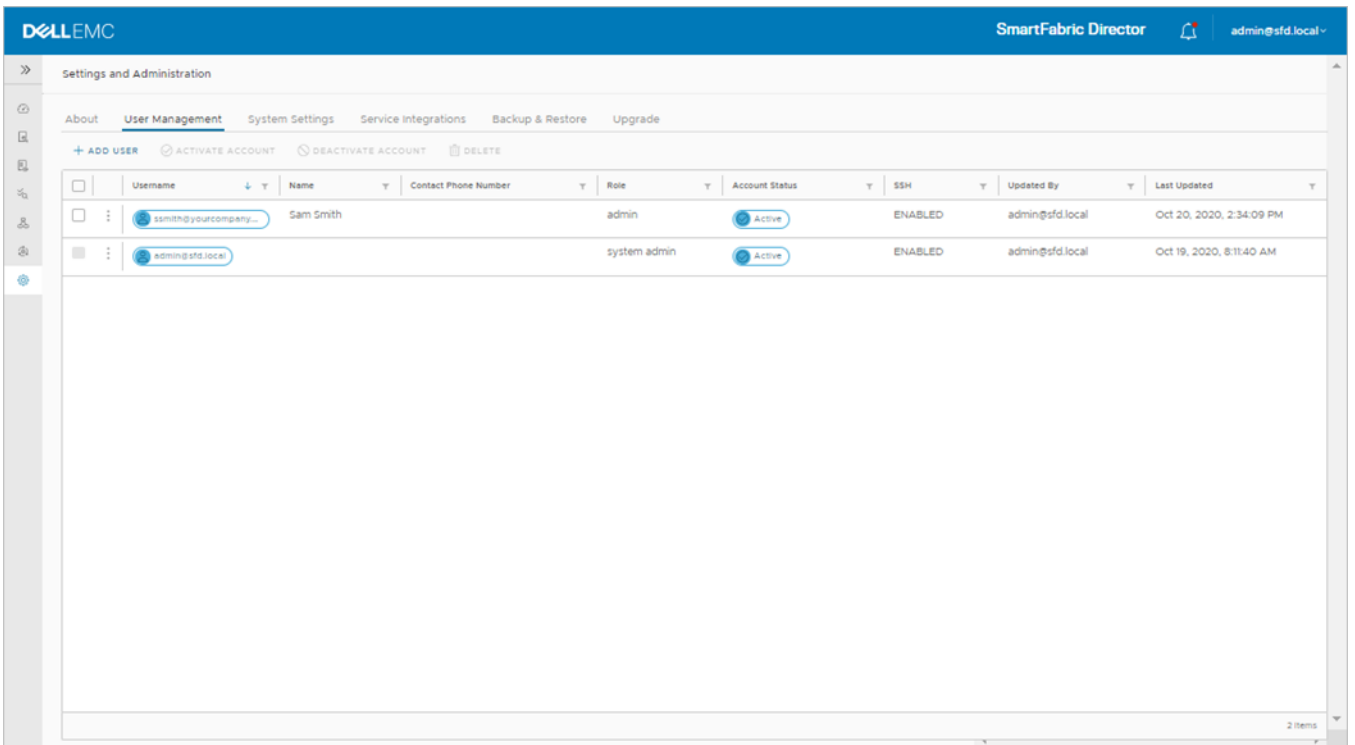 DELLEMC
SmartFabric Director
admin@sfd.local
Settings and Administration
About User Management System Settings Service Integrations Backup & Restore Upgrade
+ ADD USER ACTIVATE ACCOUNT DEACTIVATE ACCOUNT DELETE
Username Name Contact Phone Number Role Account Status SSH Updated By Last Updated
ssmith@yourcompany... Sam Smith admin Active ENABLED admin@sfd.local Oct 20, 2020, 2:34:09 PM
admin@sfd.local system admin Active ENABLED admin@sfd.local Oct 19, 2020, 8:11:40 AM
2 items